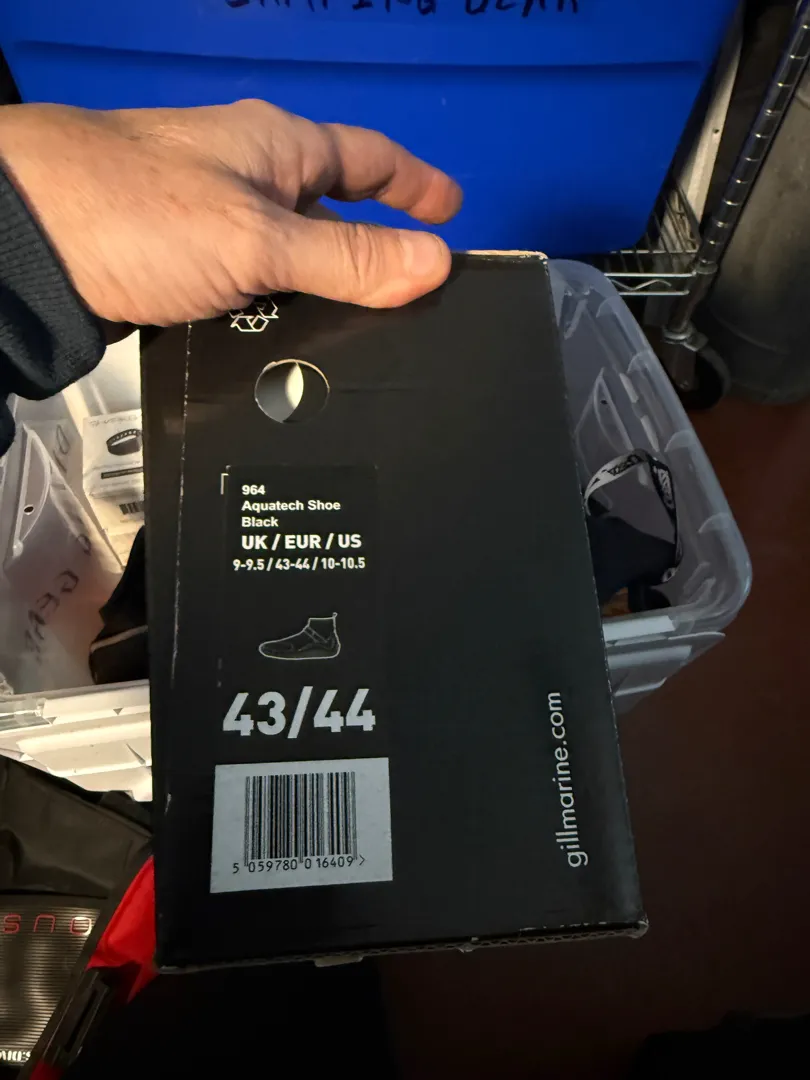 964
Aquatech Shoe
Black
UK / EUR / US
9-9.5 / 43-44 / 10-10.5
43/44
5 059780 016409 >
gillmarine.com